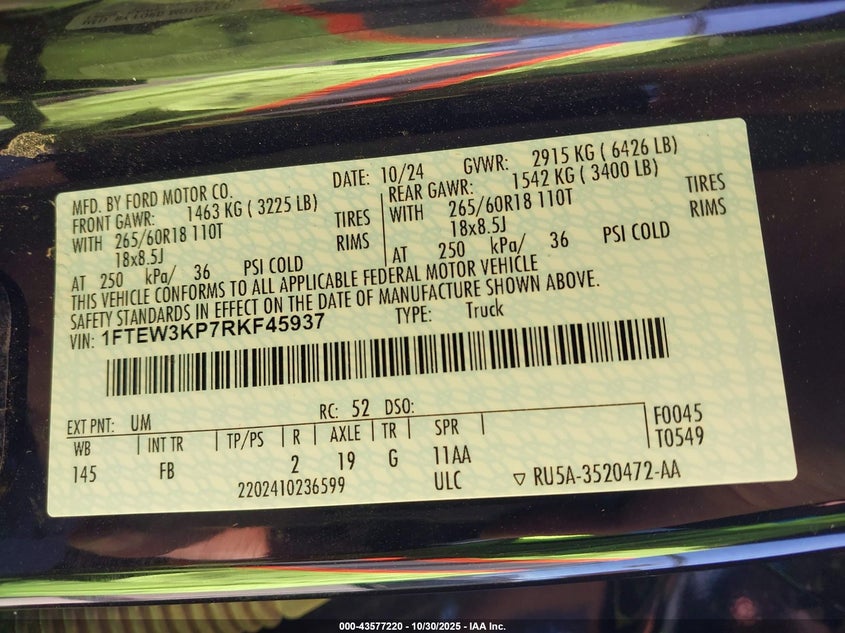 MFD. BY FORD MOTOR CO.
DATE: 10/24 GVWR: 2915 KG ( 6426 LB)
FRONT GAWR: 1463 KG ( 3225 LB)
WITH 265/60R18 110T TIRES
18x8.5J RIMS
AT 250 kPa/ 36 PSI COLD
REAR GAWR: 1542 KG ( 3400 LB)
WITH 265/60R18 110T TIRES
18x8.5J RIMS
AT 250 kPa/ 36 PSI COLD
THIS VEHICLE CONFORMS TO ALL APPLICABLE FEDERAL MOTOR VEHICLE
SAFETY STANDARDS IN EFFECT ON THE DATE OF MANUFACTURE SHOWN ABOVE.
VIN: 1FTEW3KP7RKF45937 TYPE: Truck
EXT PNT: UM RC: 52 DSO:
WB INT TR TP/PS R AXLE TR SPR
145 FB 2 19 G 11AA
F0045
T0549
2202410236599 ULC ▽ RU5A-3520472-AA
000-43577220 - 10/30/2025 - IAA Inc.